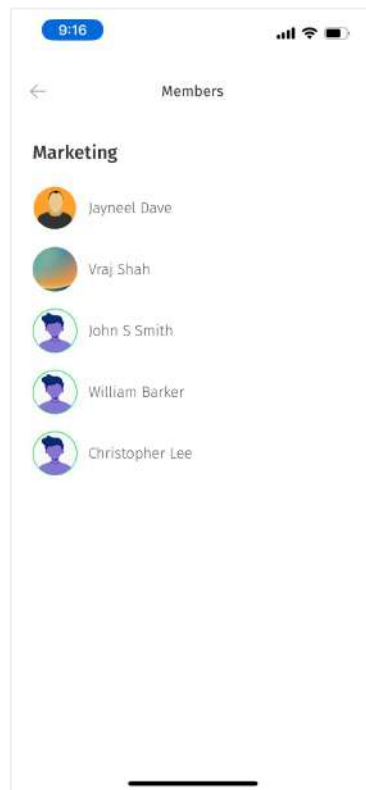 9:16
Members
Marketing
Jayneel Dave
Vraj Shah
John S Smith
William Barker
Christopher Lee